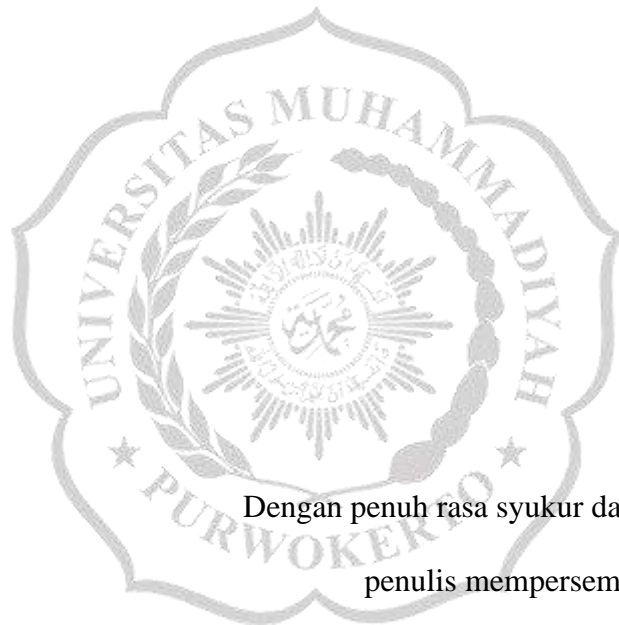 UNIVERSITAS MUHAMMADIYAH
PURWOKERTO
Dengan penuh rasa syukur da
penulis mempersem